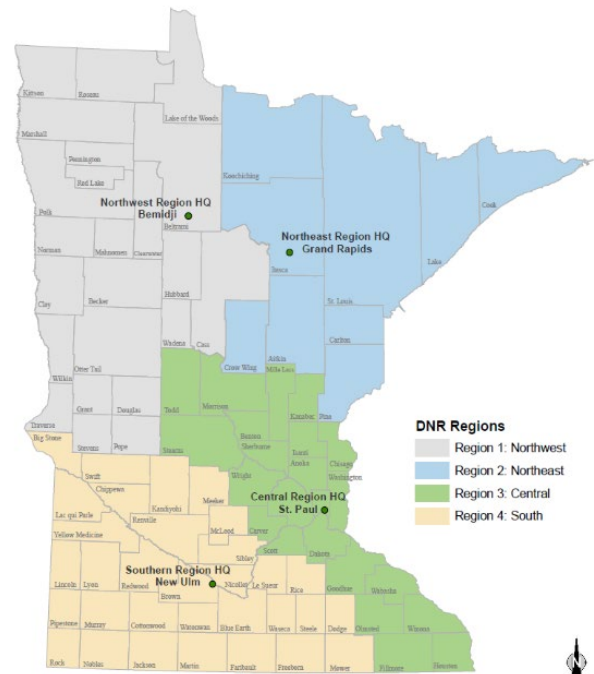 Kittson
Roseau
Lake of the Woods
Marshall
Pennington
Red Lake
Koochiching
Northwest Region HQ
Bemidji
Polk
Beltrami
Cook
Northeast Region HQ
Grand Rapids
Norman
Mahnomen
Clearwater
Itasca
Lake
Clay
Becker
Hubbard
St. Louis
Wadena
Cass
Carlton
Otter Tail
Crow Wing
Aitkin
Mille Lacs
Wilkin
Grant
Douglas
Todd
Morrison
Kanabec
Pine
Traverse
Big Stone
Stevens
Pope
Stearns
Benton
Sherburne
Isanti
Anoka
Chisago
Washington
DNR Regions
Region 1: Northwest
Region 2: Northeast
Region 3: Central
Region 4: South
Swift
Chippewa
Kandiyohi
Meeker
Wright
Central Region HQ
St. Paul
Lac qui Parle
Renville
McLeod
Carver
Yellow Medicine
Sibley
Scott
Dakota
Southern Region HQ
New Ulm
Lincoln
Lyon
Redwood
Brown
Nicollet
Le Sueur
Rice
Goodhue
Wabasha
Pipestone
Murray
Cottonwood
Watonwan
Blue Earth
Waseca
Steele
Dodge
Olmsted
Winona
Rock
Nobles
Jackson
Martin
Faribault
Freeborn
Mower
Fillmore
Houston
N